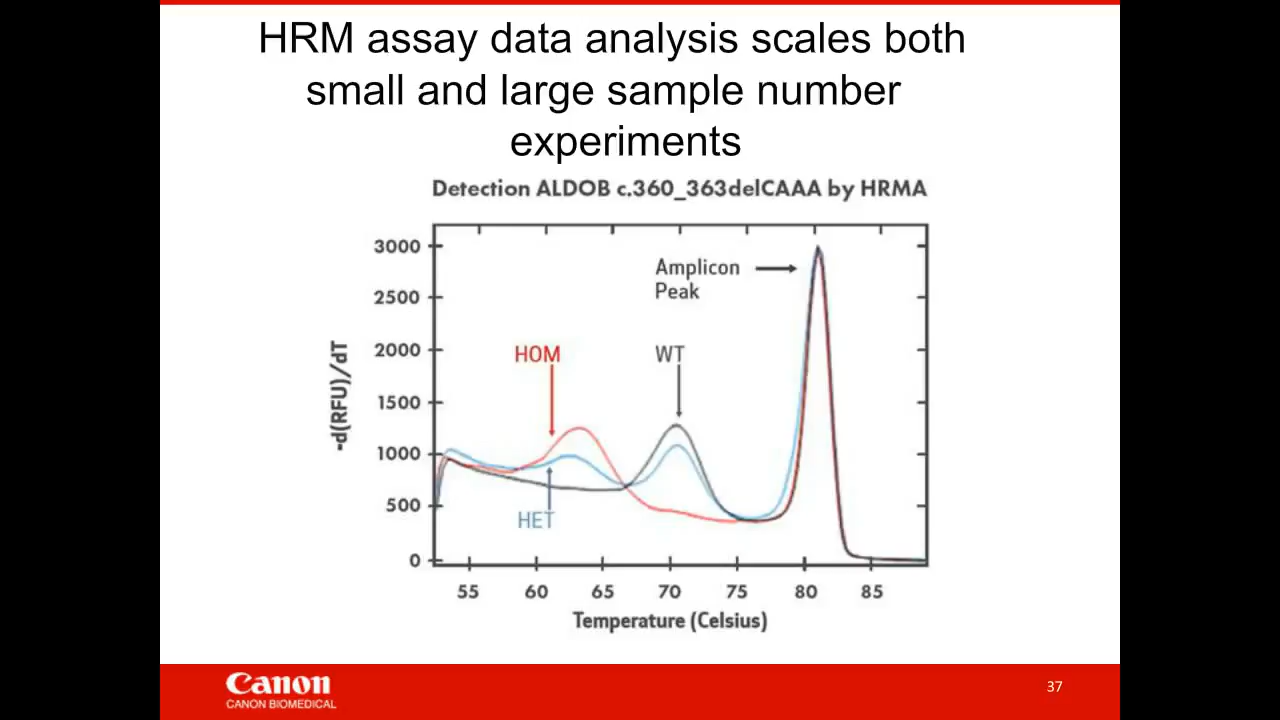 HRM assay data analysis scales both
small and large sample number
experiments
Detection ALDOB c.360_363delCAAA by HRMA
-d(RFU)/dT
3000
2500
2000
1500
1000
500
0
Amplicon
Peak
HOM
WT
HET
55 60 65 70 75 80 85
Temperature (Celsius)
Canon
CANON BIOMEDICAL
37